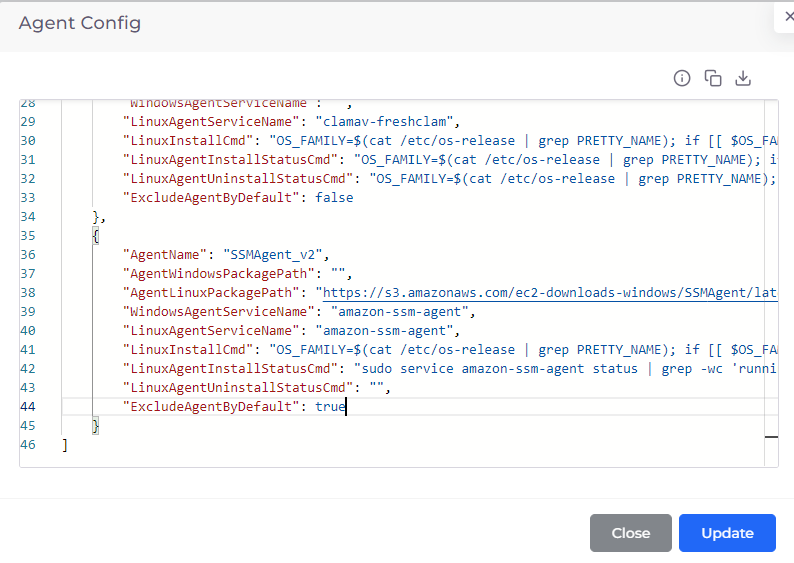 Agent Config
28 "WindowsAgentServiceName": "",
29 "LinuxAgentServiceName": "clamav-freshclam",
30 "LinuxInstallCmd": "OS_FAMILY=$(cat /etc/os-release | grep PRETTY_NAME); if [[ $OS_FA
31 "LinuxAgentInstallStatusCmd": "OS_FAMILY=$(cat /etc/os-release | grep PRETTY_NAME); i
32 "LinuxAgentUninstallStatusCmd": "OS_FAMILY=$(cat /etc/os-release | grep PRETTY_NAME);
33 "ExcludeAgentByDefault": false
34 },
35 {
36 "AgentName": "SSMAgent_v2",
37 "AgentWindowsPackagePath": "",
38 "AgentLinuxPackagePath": "https://s3.amazonaws.com/ec2-downloads-windows/SSMAgent/lat
39 "WindowsAgentServiceName": "amazon-ssm-agent",
40 "LinuxAgentServiceName": "amazon-ssm-agent",
41 "LinuxInstallCmd": "OS_FAMILY=$(cat /etc/os-release | grep PRETTY_NAME); if [[ $OS_FA
42 "LinuxAgentInstallStatusCmd": "sudo service amazon-ssm-agent status | grep -wc 'runni
43 "LinuxAgentUninstallStatusCmd": "",
44 "ExcludeAgentByDefault": true
45 }
46 ]
Close Update